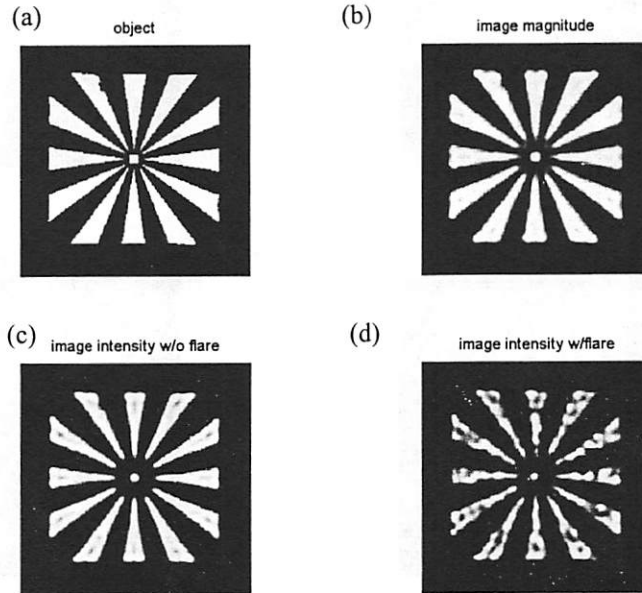 (a)
object
(b)
image magnitude
(c)
image intensity w/o flare
(d)
image intensity w/flare